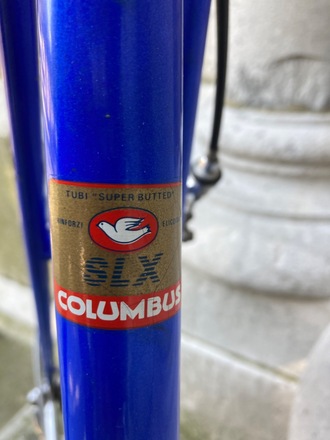 TUBI "SUPER BUTTED"
RINFORZI
SLX
COLUMBUS